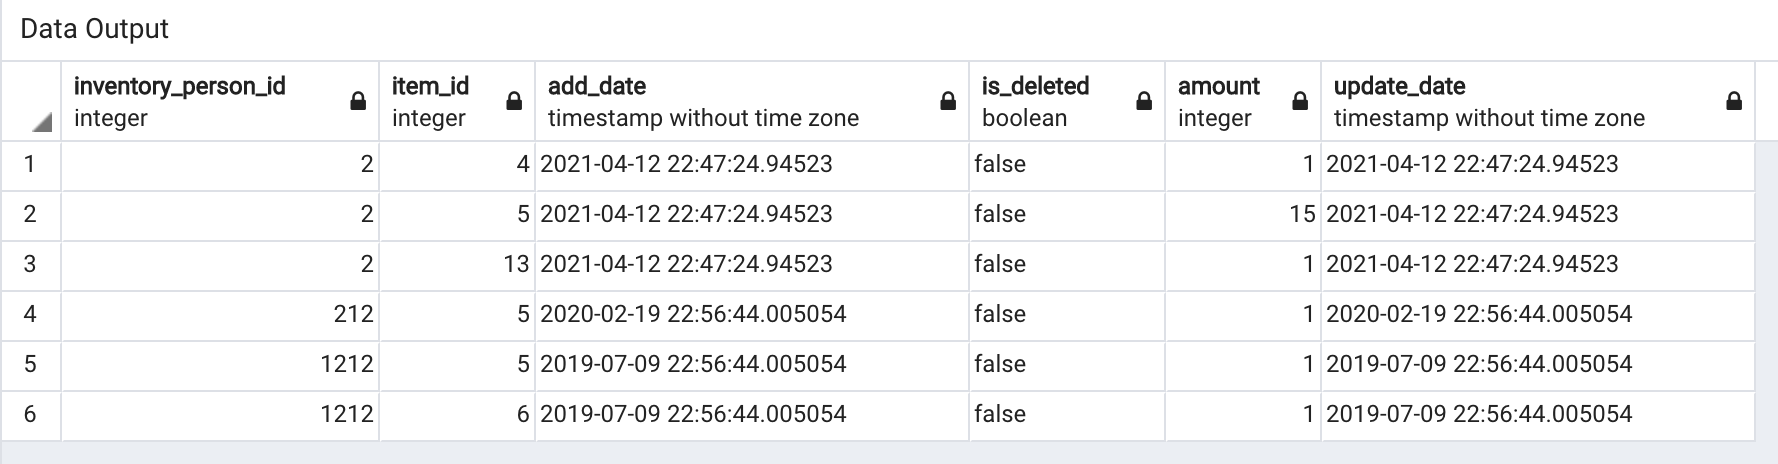 Data Output
inventory_person_id item_id add_date is_deleted amount update_date
integer integer timestamp without time zone boolean integer timestamp without time zone
1 2 4 2021-04-12 22:47:24.94523 false 1 2021-04-12 22:47:24.94523
2 2 5 2021-04-12 22:47:24.94523 false 15 2021-04-12 22:47:24.94523
3 2 13 2021-04-12 22:47:24.94523 false 1 2021-04-12 22:47:24.94523
4 212 5 2020-02-19 22:56:44.005054 false 1 2020-02-19 22:56:44.005054
5 1212 5 2019-07-09 22:56:44.005054 false 1 2019-07-09 22:56:44.005054
6 1212 6 2019-07-09 22:56:44.005054 false 1 2019-07-09 22:56:44.005054